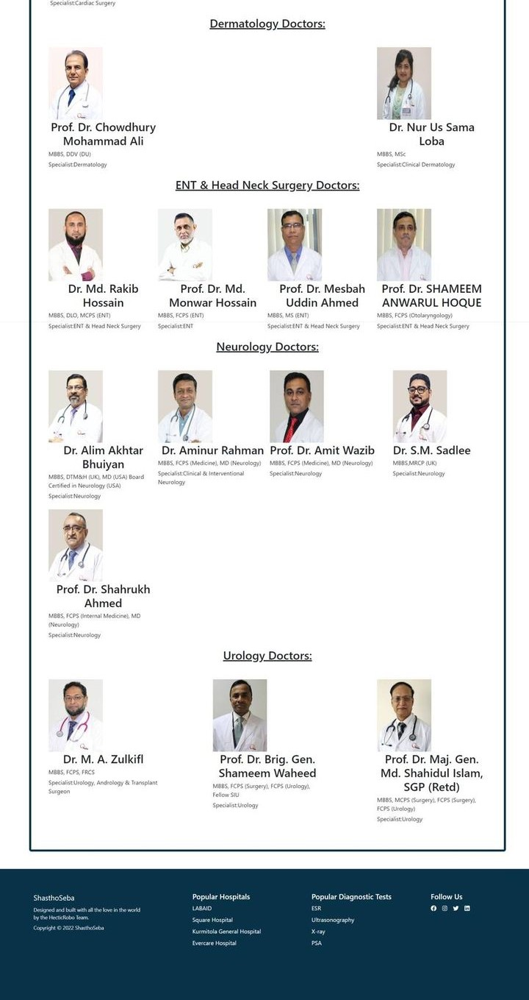 Specialist:Cardiac Surgery
Dermatology Doctors:
Prof. Dr. Chowdhury
Mohammad Ali
MBBS, DDV (DU)
Specialist:Dermatology
Dr. Nur Us Sama
Loba
MBBS, MSc
Specialist:Clinical Dermatology
ENT & Head Neck Surgery Doctors:
Dr. Md. Rakib
Hossain
MBBS, DLO, MCPS (ENT)
Specialist:ENT & Head Neck Surgery
Prof. Dr. Md.
Monwar Hossain
MBBS, FCPS (ENT)
Specialist:ENT
Prof. Dr. Mesbah
Uddin Ahmed
MBBS, MS (ENT)
Specialist:ENT & Head Neck Surgery
Prof. Dr. SHAMEEM
ANWARUL HOQUE
MBBS, FCPS (Otolaryngology)
Specialist:ENT & Head Neck Surgery
Neurology Doctors:
Dr. Alim Akhtar
Bhuiyan
MBBS, DTM&H (UK), MD (USA) Board
Certified in Neurology (USA)
Specialist:Neurology
Dr. Aminur Rahman
MBBS, FCPS (Medicine), MD (Neurology)
Specialist:Clinical & Interventional
Neurology
Prof. Dr. Amit Wazib
MBBS, FCPS (Medicine), MD (Neurology)
Specialist:Neurology
Dr. S.M. Sadlee
MBBS,MRCP (UK)
Specialist:Neurology
Prof. Dr. Shahrukh
Ahmed
MBBS, FCPS (Internal Medicine), MD
(Neurology)
Specialist:Neurology
Urology Doctors:
Dr. M. A. Zulkifl
MBBS, FCPS, FRCS
Specialist:Urology, Andrology & Transplant
Surgeon
Prof. Dr. Brig. Gen.
Shameem Waheed
MBBS, FCPS (Surgery), FCPS (Urology),
Fellow SIU
Specialist:Urology
Prof. Dr. Maj. Gen.
Md. Shahidul Islam,
SGP (Retd)
MBBS, MCPS (Surgery), FCPS (Surgery),
FCPS (Urology)
Specialist:Urology
ShasthoSeba
Designed and built with all the love in the world
by the HecticRobo Team.
Copyright © 2022 ShasthoSeba
Popular Hospitals
LABAID
Square Hospital
Kurmitola General Hospital
Evercare Hospital
Popular Diagnostic Tests
ESR
Ultrasonography
X-ray
PSA
Follow Us